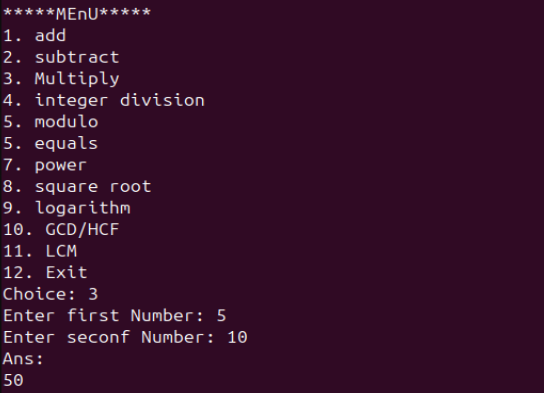 *****MEnU*****
1. add
2. subtract
3. Multiply
4. integer division
5. modulo
5. equals
7. power
8. square root
9. logarithm
10. GCD/HCF
11. LCM
12. Exit
Choice: 3
Enter first Number: 5
Enter seconf Number: 10
Ans:
50